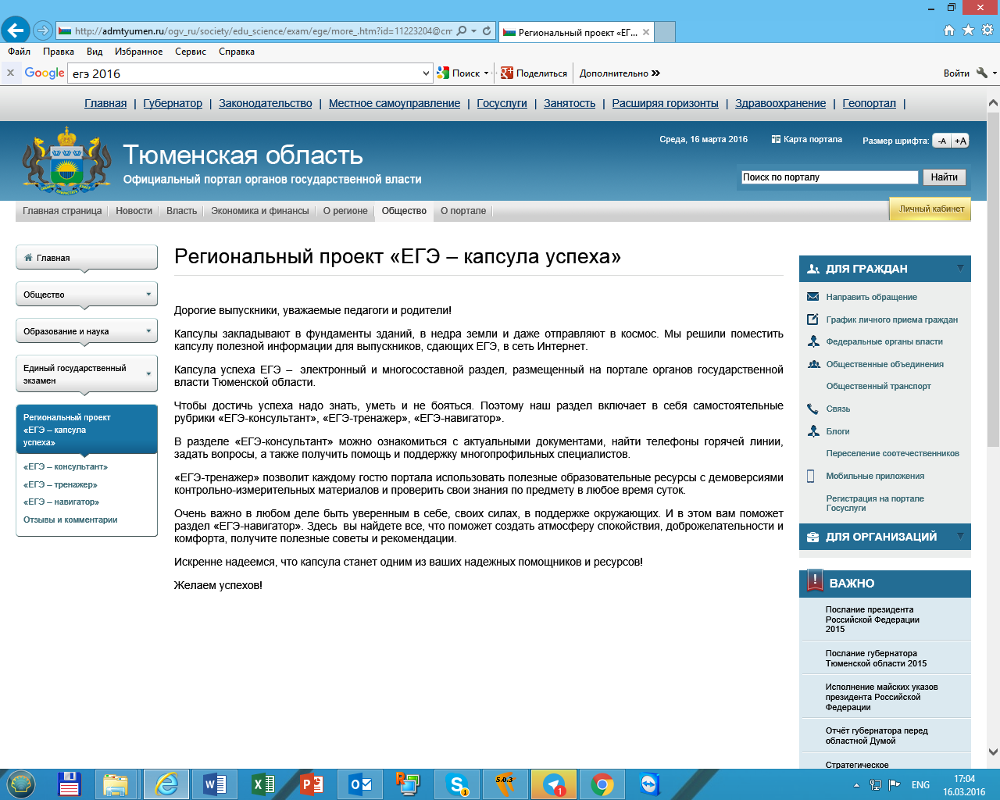 http://admtyumen.ru/ogv_ru/society/edu_science/exam/ege/more_.htm?id=11223204@cm
Региональный проект «ЕГ...
Файл Правка Вид Избранное Сервис Справка
x Google егэ 2016 Поиск Поделиться Дополнительно Войти
Главная | Губернатор | Законодательство | Местное самоуправление | Госуслуги | Занятость | Расширяя горизонты | Здравоохранение | Геопортал |
Среда, 16 марта 2016 Карта портала Размер шрифта: -А +А
Тюменская область
Официальный портал органов государственной власти
Поиск по порталу Найти
Главная страница Новости Власть Экономика и финансы О регионе Общество О портале Личный кабинет
Главная
Общество
Образование и наука
Единый государственный
экзамен
Региональный проект
«ЕГЭ – капсула
успеха»
«ЕГЭ – консультант»
«ЕГЭ – тренажер»
«ЕГЭ – навигатор»
Отзывы и комментарии
Региональный проект «ЕГЭ – капсула успеха»
Дорогие выпускники, уважаемые педагоги и родители!
Капсулы закладывают в фундаменты зданий, в недра земли и даже отправляют в космос. Мы решили поместить
капсулу полезной информации для выпускников, сдающих ЕГЭ, в сеть Интернет.
Капсула успеха ЕГЭ – электронный и многосоставной раздел, размещенный на портале органов государственной
власти Тюменской области.
Чтобы достичь успеха надо знать, уметь и не бояться. Поэтому наш раздел включает в себя самостоятельные
рубрики «ЕГЭ-консультант», «ЕГЭ-тренажер», «ЕГЭ-навигатор».
В разделе «ЕГЭ-консультант» можно ознакомиться с актуальными документами, найти телефоны горячей линии,
задать вопросы, а также получить помощь и поддержку многопрофильных специалистов.
«ЕГЭ-тренажер» позволит каждому гостю портала использовать полезные образовательные ресурсы с демоверсиями
контрольно-измерительных материалов и проверить свои знания по предмету в любое время суток.
Очень важно в любом деле быть уверенным в себе, своих силах, в поддержке окружающих. И в этом вам поможет
раздел «ЕГЭ-навигатор». Здесь вы найдете все, что поможет создать атмосферу спокойствия, доброжелательности и
комфорта, получите полезные советы и рекомендации.
Искренне надеемся, что капсула станет одним из ваших надежных помощников и ресурсов!
Желаем успехов!
ДЛЯ ГРАЖДАН
Направить обращение
График личного приема граждан
Федеральные органы власти
Общественные объединения
Общественный транспорт
Связь
Блоги
Переселение соотечественников
Мобильные приложения
Регистрация на портале
Госуслуги
ДЛЯ ОРГАНИЗАЦИЙ
ВАЖНО
Послание президента
Российской Федерации
2015
Послание губернатора
Тюменской области 2015
Исполнение майских указов
президента Российской
Федерации
Отчёт губернатора перед
областной Думой
Стратегическое
5.0.3
1
1
ENG
17:04
16.03.2016